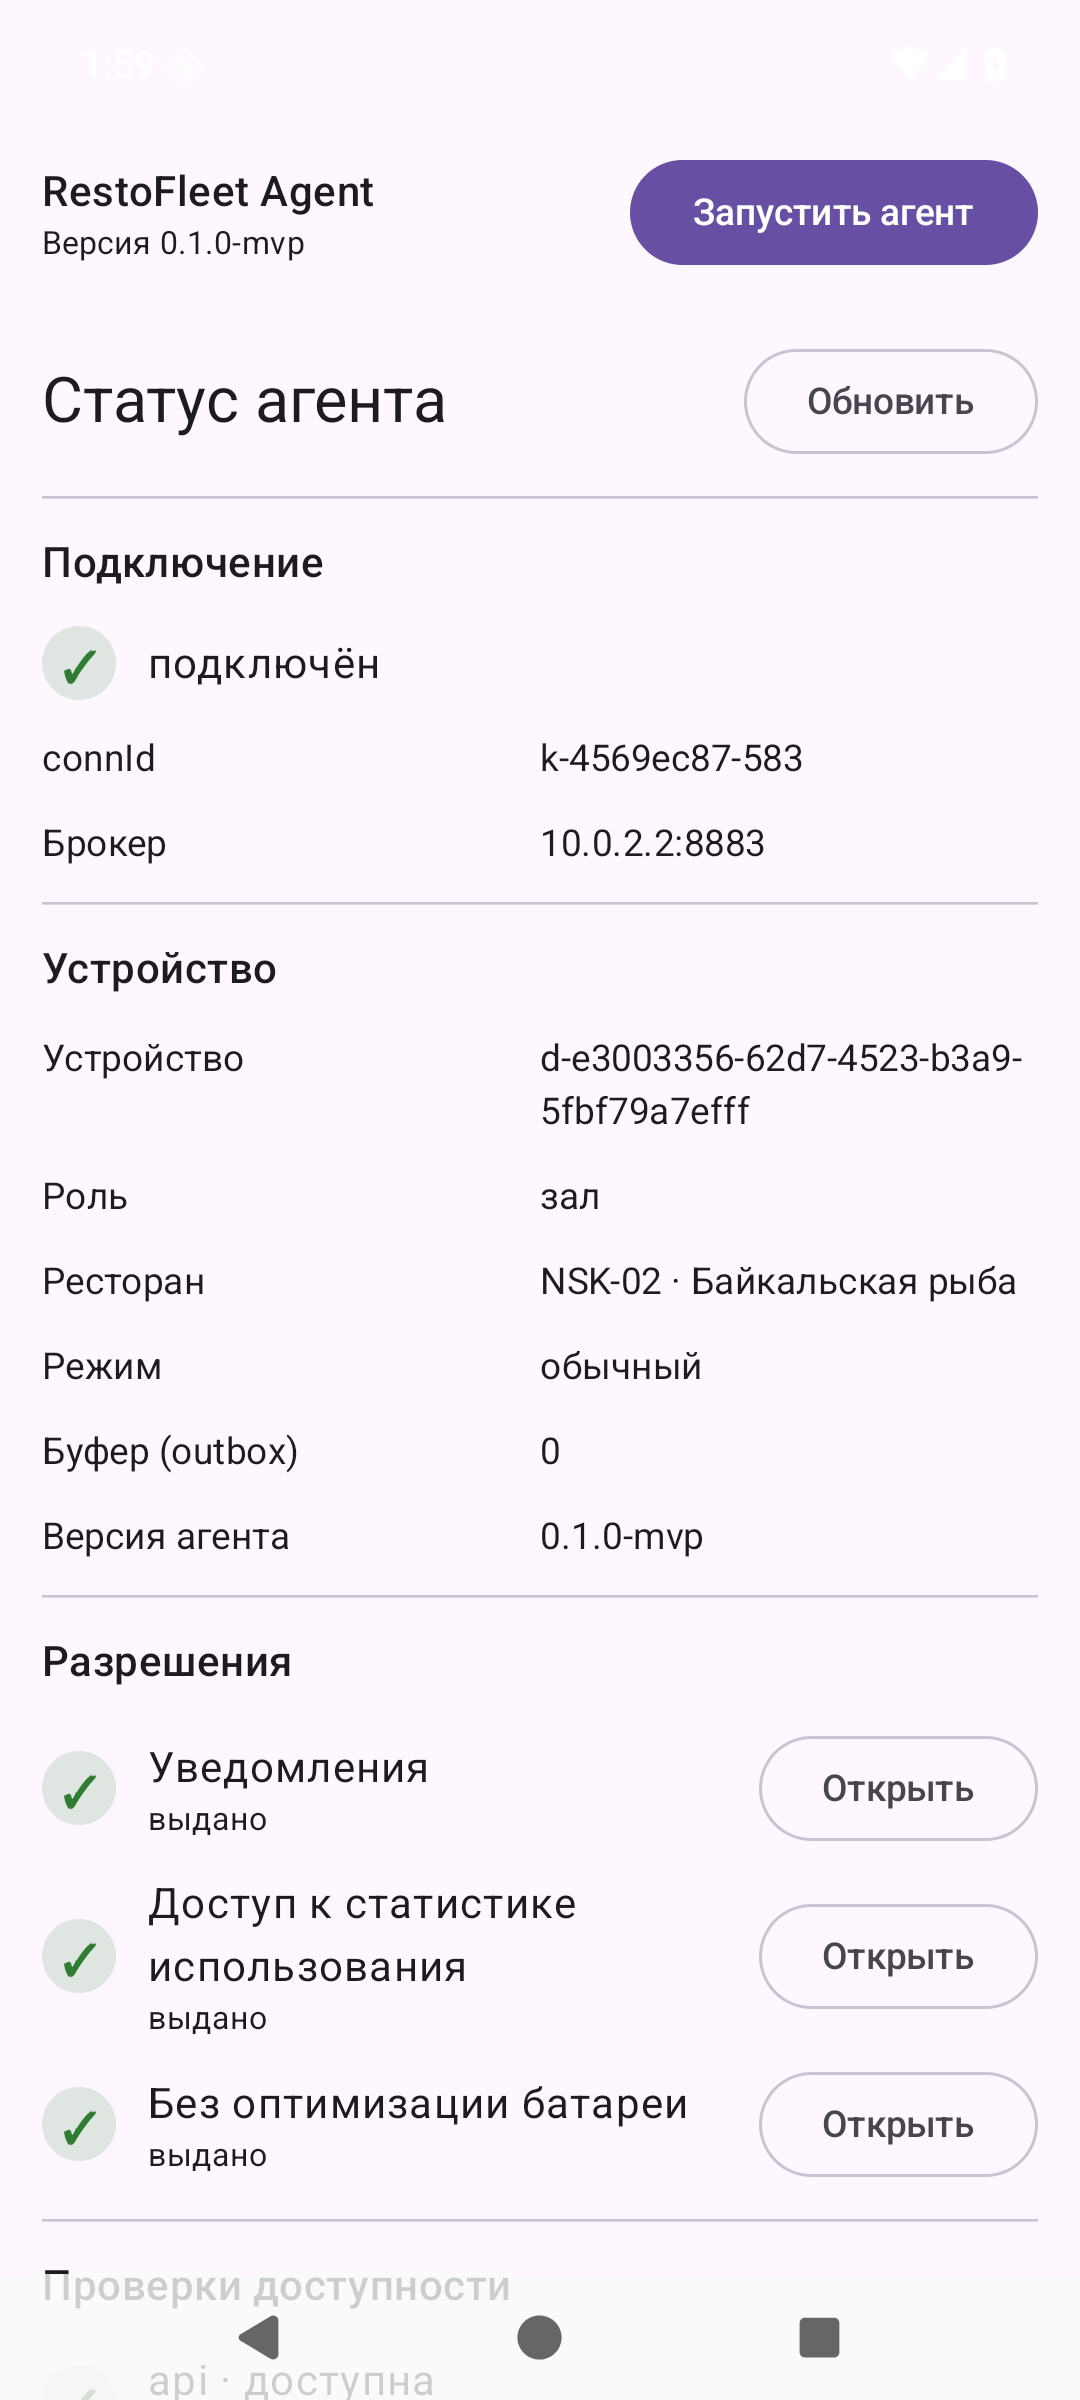 1:59
RestoFleet Agent
Версия 0.1.0-mvp
Запустить агент
Статус агента
Обновить
Подключение
подключён
connId
k-4569ec87-583
Брокер
10.0.2.2:8883
Устройство
Устройство
d-e3003356-62d7-4523-b3a9-
5fbf79a7efff
Роль
зал
Ресторан
NSK-02 · Байкальская рыба
Режим
обычный
Буфер (outbox)
0
Версия агента
0.1.0-mvp
Разрешения
Уведомления
выдано
Открыть
Доступ к статистике
использования
выдано
Открыть
Без оптимизации батареи
выдано
Открыть
Проверки доступности
api · доступна